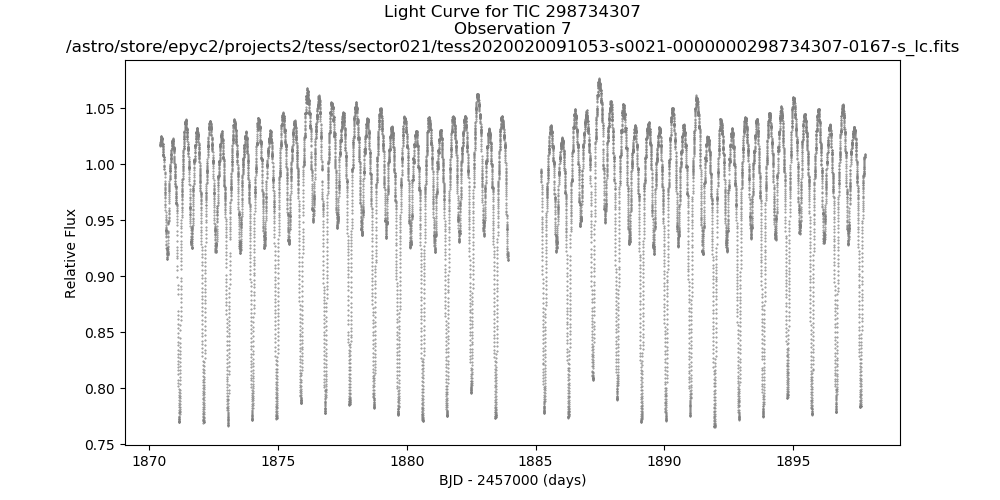 Light Curve for TIC 298734307
Observation 7
/astro/store/epyc2/projects2/tess/sector021/tess2020020091053-s0021-0000000298734307-0167-s_lc.fits
1.05
1.00
0.95
0.90
0.85
0.80
0.75
Relative Flux
1870
1875
1880
1885
1890
1895
BJD - 2457000 (days)